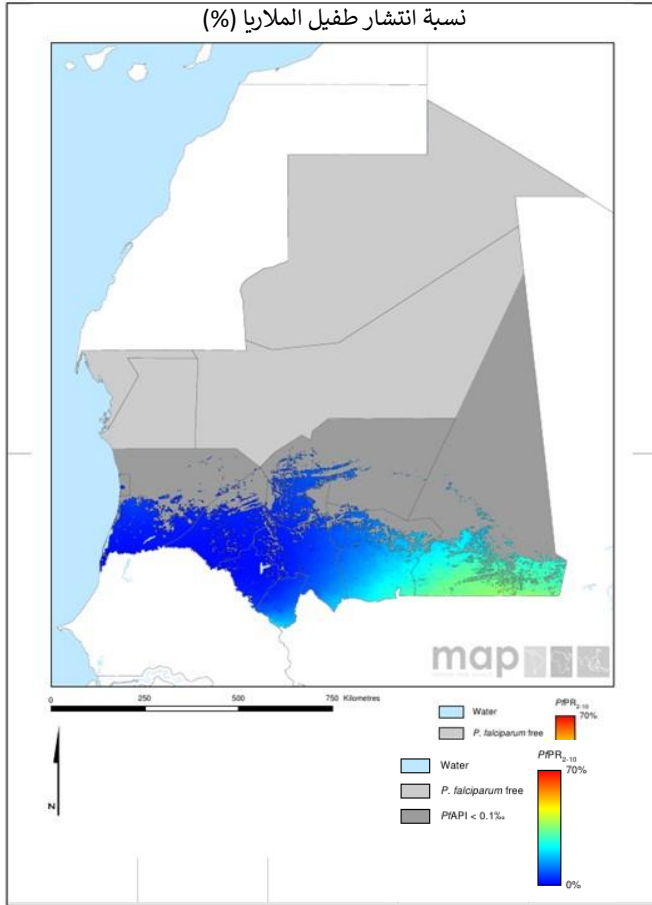 نسبة انتشار طفيل الملاريا (%)
map
0 250 500 750 Kilometres
Water
P. falciparum free
PfPR2-10
70%
N
Water
P. falciparum free
PfAPI < 0.1‰
PfPR2-10
70%
0%